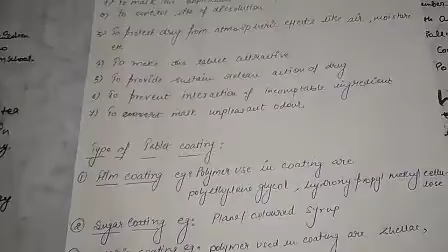 2) To control site of dissolution
3) To protect drug from atmospheric effects like air, moisture
etc
4) To make the tablet attractive
5) To provide sustain release action of drug
6) To prevent interaction of incompatible ingredient
7) To mask unpleasant odour.
Type of Tablet coating:
① Film coating eg: Polymer use in coating are
polyethylene glycol, hydroxy propyl methyl cellu-
lose
② Sugar coating eg: Plane/coloured syrup
coating eg: polymer used in coating are shellac,